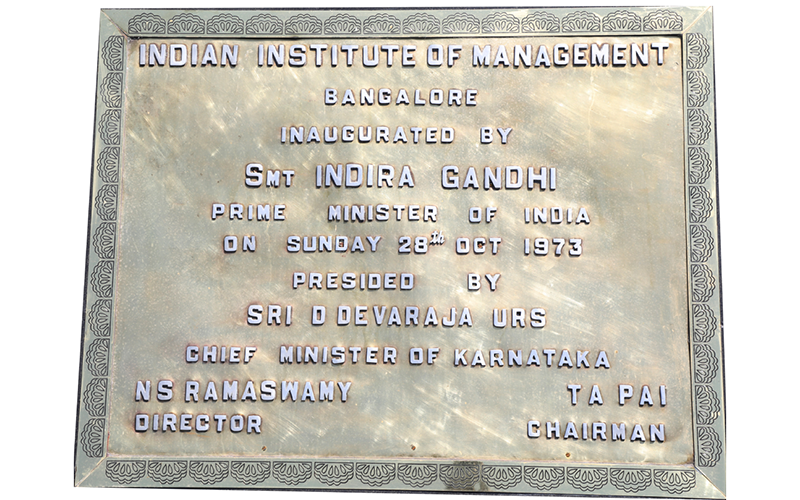 INDIAN INSTITUTE OF MANAGEMENT
BANGALORE
INAUGURATED BY
SMT INDIRA GANDHI
PRIME MINISTER OF INDIA
ON SUNDAY 28th OCT 1973
PRESIDED BY
SRI D DEVARAJA URS
CHIEF MINISTER OF KARNATAKA
NS RAMASWAMY T A PAI
DIRECTOR CHAIRMAN